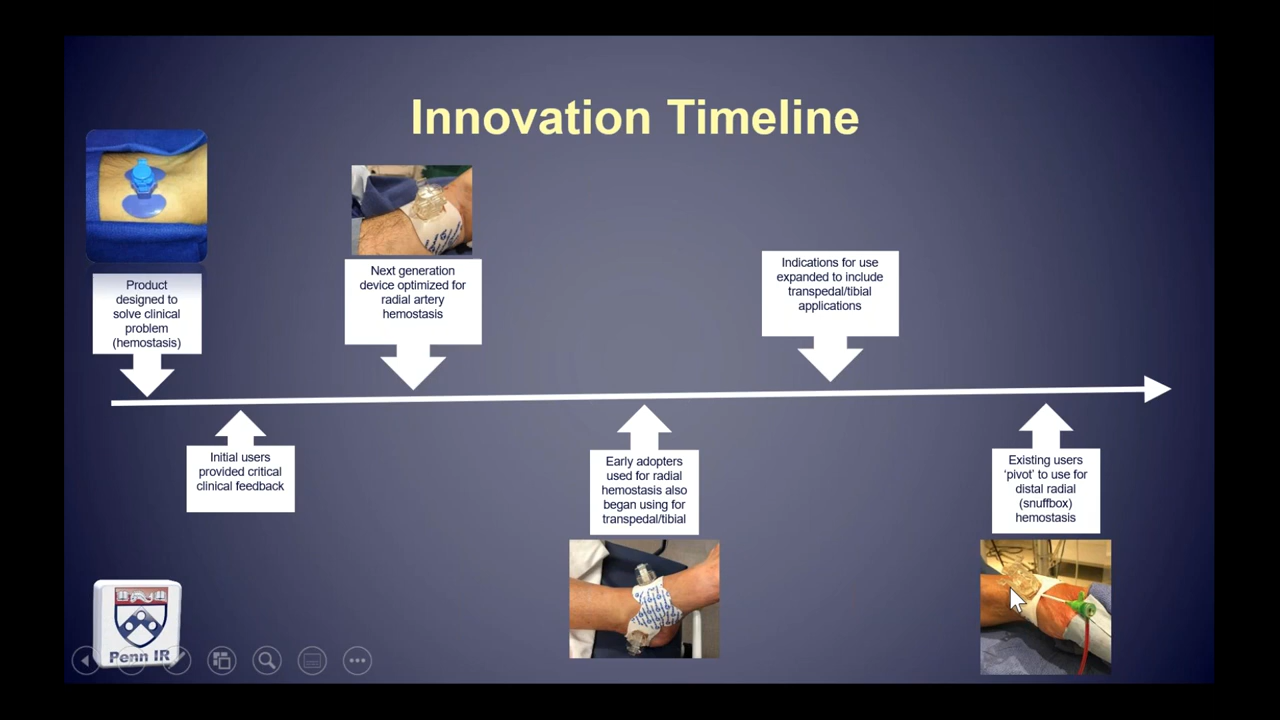 Innovation Timeline
Product
designed to
solve clinical
problem
(hemostasis)
Initial users
provided critical
clinical feedback
Next generation
device optimized for
radial artery
hemostasis
Early adopters
used for radial
hemostasis also
began using for
transpedal/tibial
Indications for use
expanded to include
transpedal/tibial
applications
Existing users
‘pivot’ to use for
distal radial
(snuffbox)
hemostasis
Penn IR